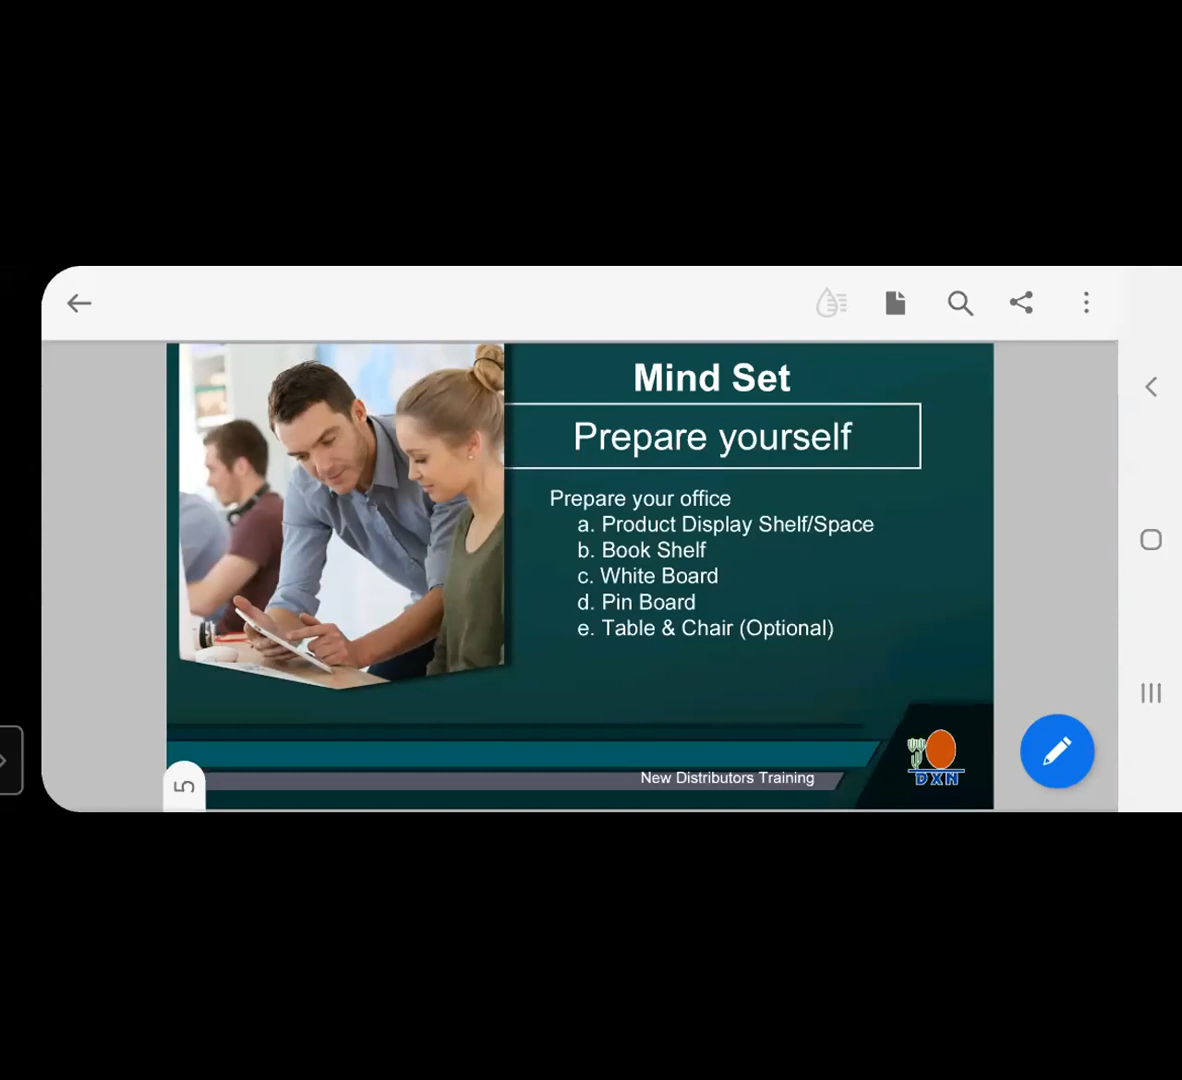 Mind Set
Prepare yourself
Prepare your office
a. Product Display Shelf/Space
b. Book Shelf
c. White Board
d. Pin Board
e. Table & Chair (Optional)
New Distributors Training
DXN
5